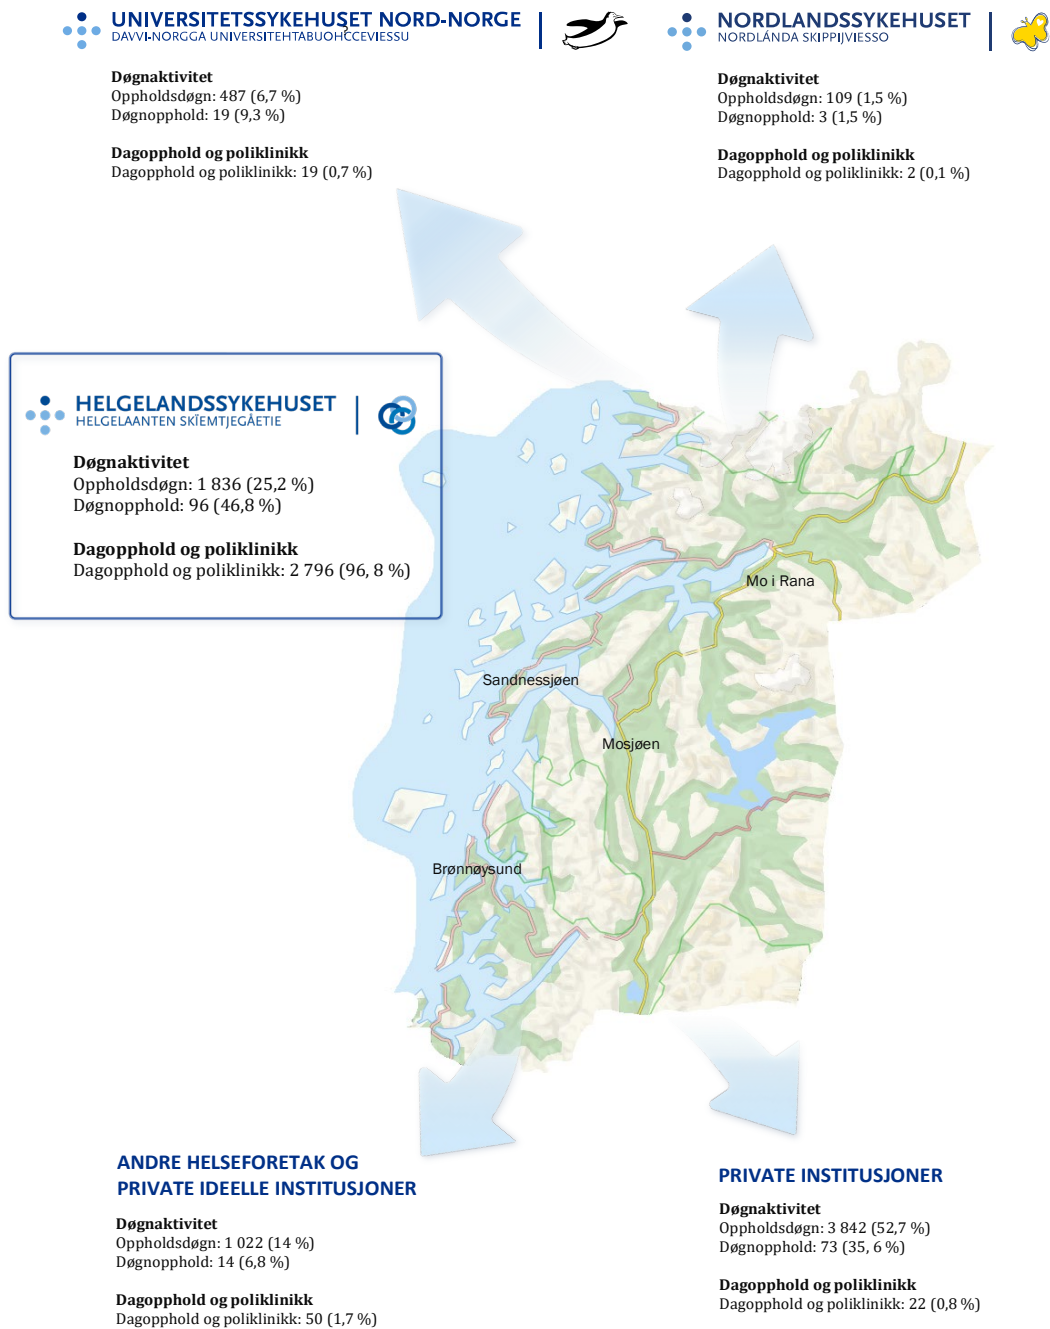 UNIVERSITETSSYKEHUSET NORD-NORGE
DAVVI-NORGGA UNIVERSITEHTABUOHCCEVIESSU
Døgnaktivitet
Oppholdsdøgn: 487 (6,7 %)
Døgnopphold: 19 (9,3 %)
Dagopphold og poliklinikk
Dagopphold og poliklinikk: 19 (0,7 %)
NORDLANDSSYKEHUSET
NORDLÁNDA SKIPPIJVIESSO
Døgnaktivitet
Oppholdsdøgn: 109 (1,5 %)
Døgnopphold: 3 (1,5 %)
Dagopphold og poliklinikk
Dagopphold og poliklinikk: 2 (0,1 %)
HELGELANDSSYKEHUSET
HELGELAANTEN SKÏEMTJEGÅETIE
Døgnaktivitet
Oppholdsdøgn: 1 836 (25,2 %)
Døgnopphold: 96 (46,8 %)
Dagopphold og poliklinikk
Dagopphold og poliklinikk: 2 796 (96, 8 %)
Mo i Rana
Sandnessjøen
Mosjøen
Brønnøysund
ANDRE HELSEFORETAK OG
PRIVATE IDEELLE INSTITUSJONER
Døgnaktivitet
Oppholdsdøgn: 1 022 (14 %)
Døgnopphold: 14 (6,8 %)
Dagopphold og poliklinikk
Dagopphold og poliklinikk: 50 (1,7 %)
PRIVATE INSTITUSJONER
Døgnaktivitet
Oppholdsdøgn: 3 842 (52,7 %)
Døgnopphold: 73 (35, 6 %)
Dagopphold og poliklinikk
Dagopphold og poliklinikk: 22 (0,8 %)